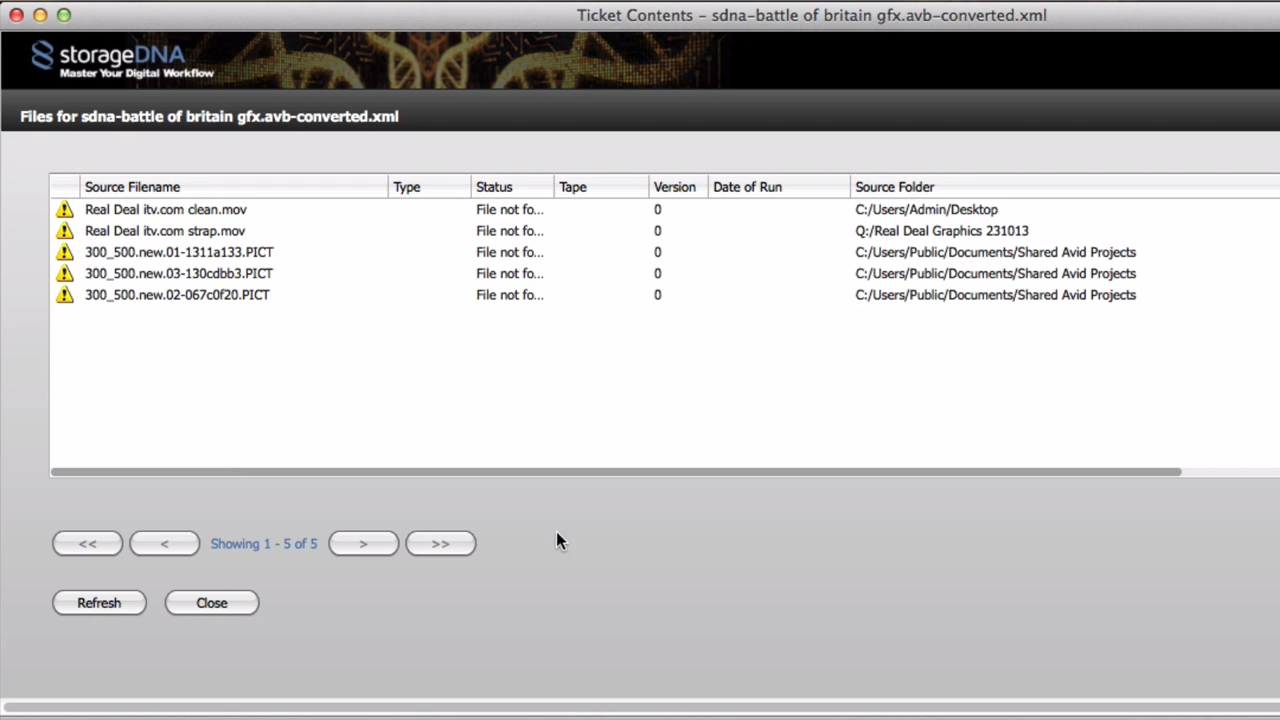 Ticket Contents – sdna-battle of britain gfx.avb-converted.xml
storageDNA
Master Your Digital Workflow
Files for sdna-battle of britain gfx.avb-converted.xml
Source Filename Type Status Tape Version Date of Run Source Folder
Real Deal itv.com clean.mov File not fo... 0 C:/Users/Admin/Desktop
Real Deal itv.com strap.mov File not fo... 0 Q:/Real Deal Graphics 231013
300_500.new.01-1311a133.PICT File not fo... 0 C:/Users/Public/Documents/Shared Avid Projects
300_500.new.03-130cdbb3.PICT File not fo... 0 C:/Users/Public/Documents/Shared Avid Projects
300_500.new.02-067c0f20.PICT File not fo... 0 C:/Users/Public/Documents/Shared Avid Projects
<< < Showing 1 - 5 of 5 > >>
Refresh Close